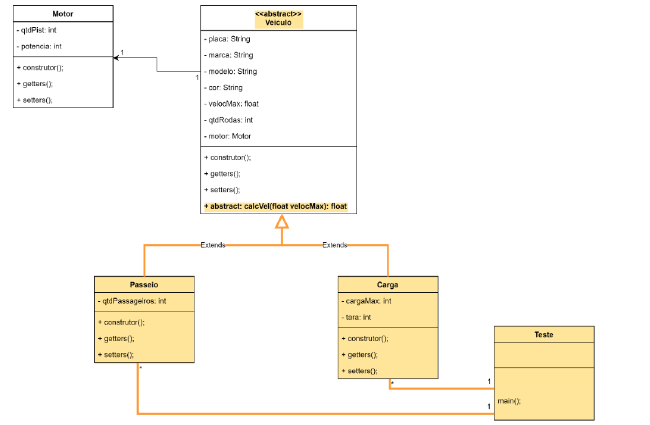 Motor
- qtdPist: int
- potencia: int
+ construtor();
+ getters();
+ setters();
1
1
<<abstract>>
Veiculo
- placa: String
- marca: String
- modelo: String
- cor: String
- velocMax: float
- qtdRodas: int
- motor: Motor
+ construtor();
+ getters();
+ setters();
+ abstract: calcVel(float velocMax): float
Extends
Extends
Passeio
- qtdPassageiros: int
+ construtor();
+ getters();
+ setters();
*
Carga
- cargaMax: int
- tara: int
+ construtor();
+ getters();
+ setters();
*
Teste
main();
1
1